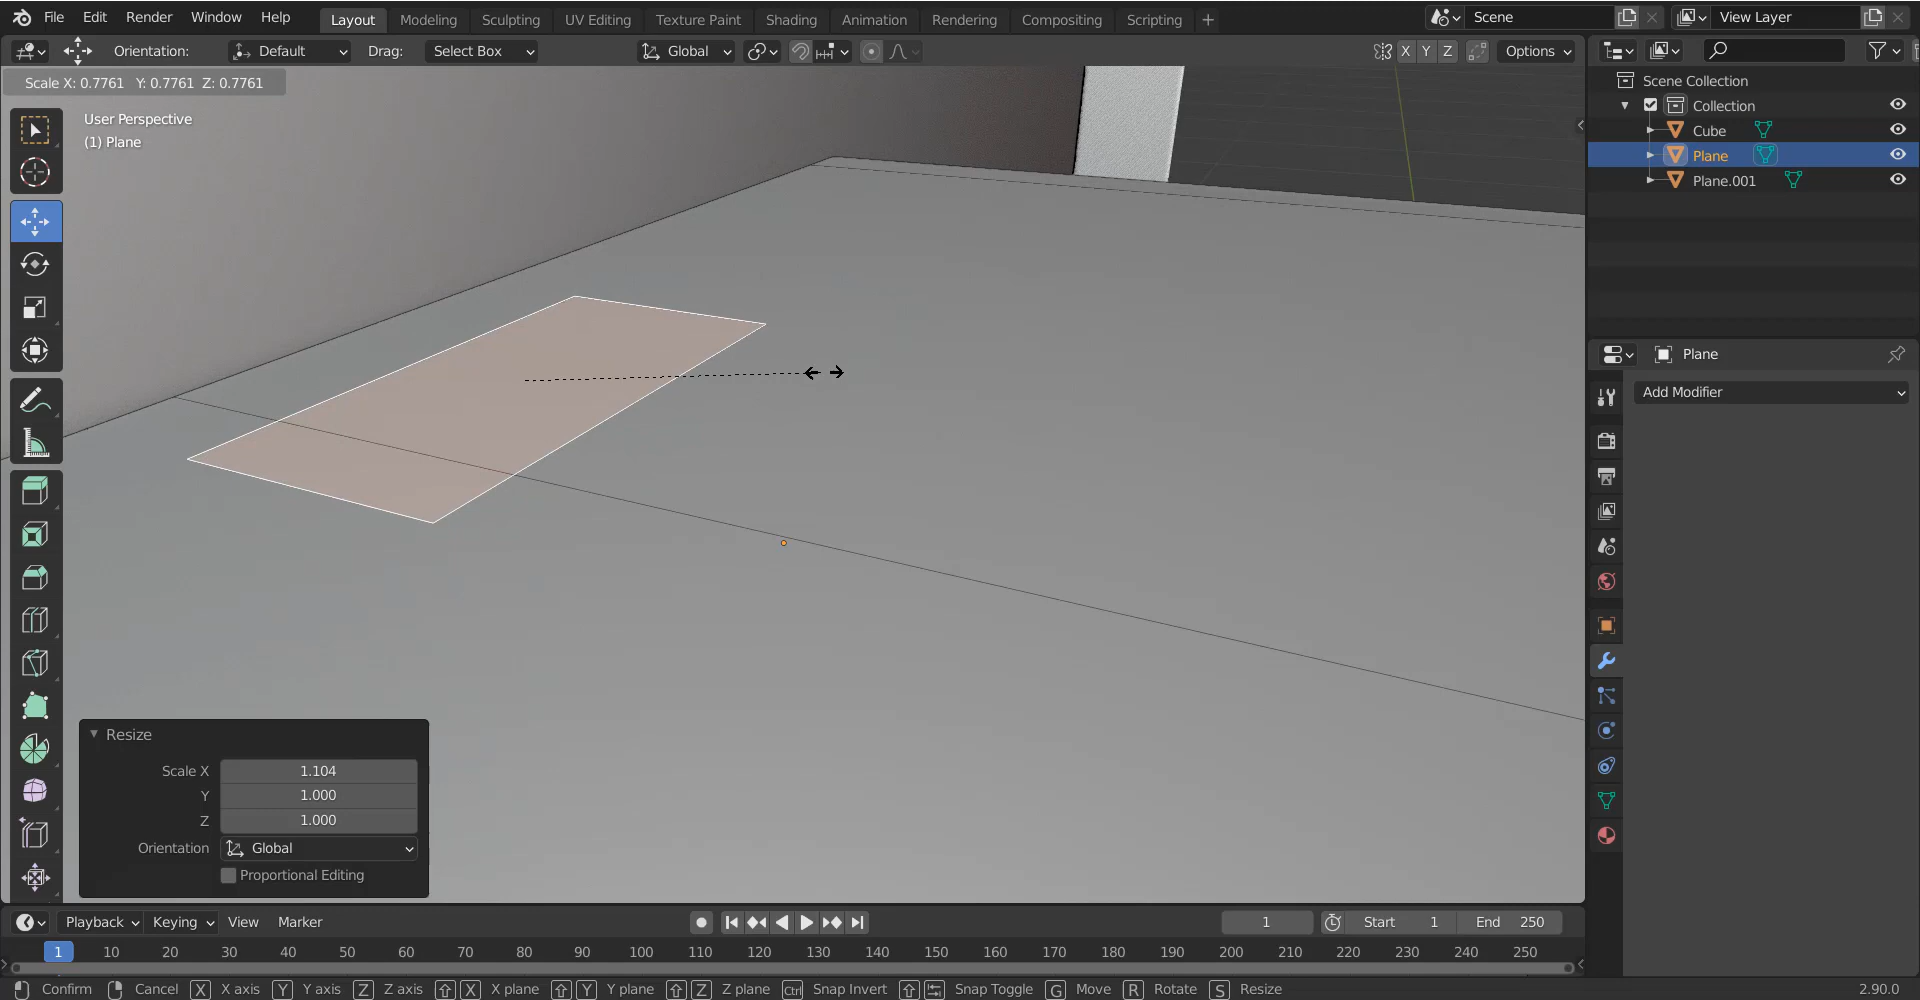 File Edit Render Window Help Layout Modeling Sculpting UV Editing Texture Paint Shading Animation Rendering Compositing Scripting + Scene View Layer
Orientation: Default Drag: Select Box Global X Y Z Options
Scale X: 0.7761 Y: 0.7761 Z: 0.7761
User Perspective
(1) Plane
Scene Collection
Collection
Cube
Plane
Plane.001
Plane
Add Modifier
Resize
Scale X 1.104
Y 1.000
Z 1.000
Orientation Global
Proportional Editing
Playback Keying View Marker 1 Start 1 End 250
1 10 20 30 40 50 60 70 80 90 100 110 120 130 140 150 160 170 180 190 200 210 220 230 240 250
Confirm Cancel X X axis Y Y axis Z Z axis X X plane Y Y plane Z Z plane Ctrl Snap Invert Snap Toggle G Move R Rotate S Resize 2.90.0